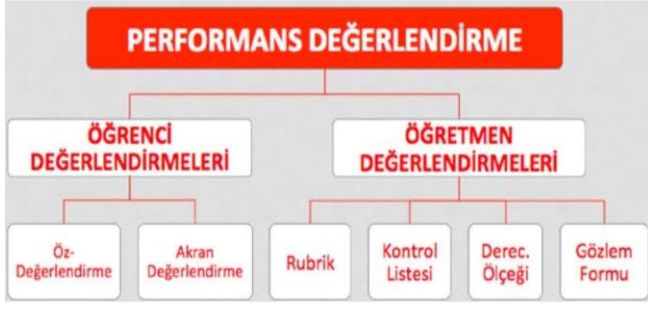 PERFORMANS DEĞERLENDİRME
ÖĞRENCİ
DEĞERLENDİRMELERİ
ÖĞRETMEN
DEĞERLENDİRMELERİ
Öz-
Değerlendirme
Akran
Değerlendirme
Rubrik
Kontrol
Listesi
Derec.
Ölçeği
Gözlem
Formu